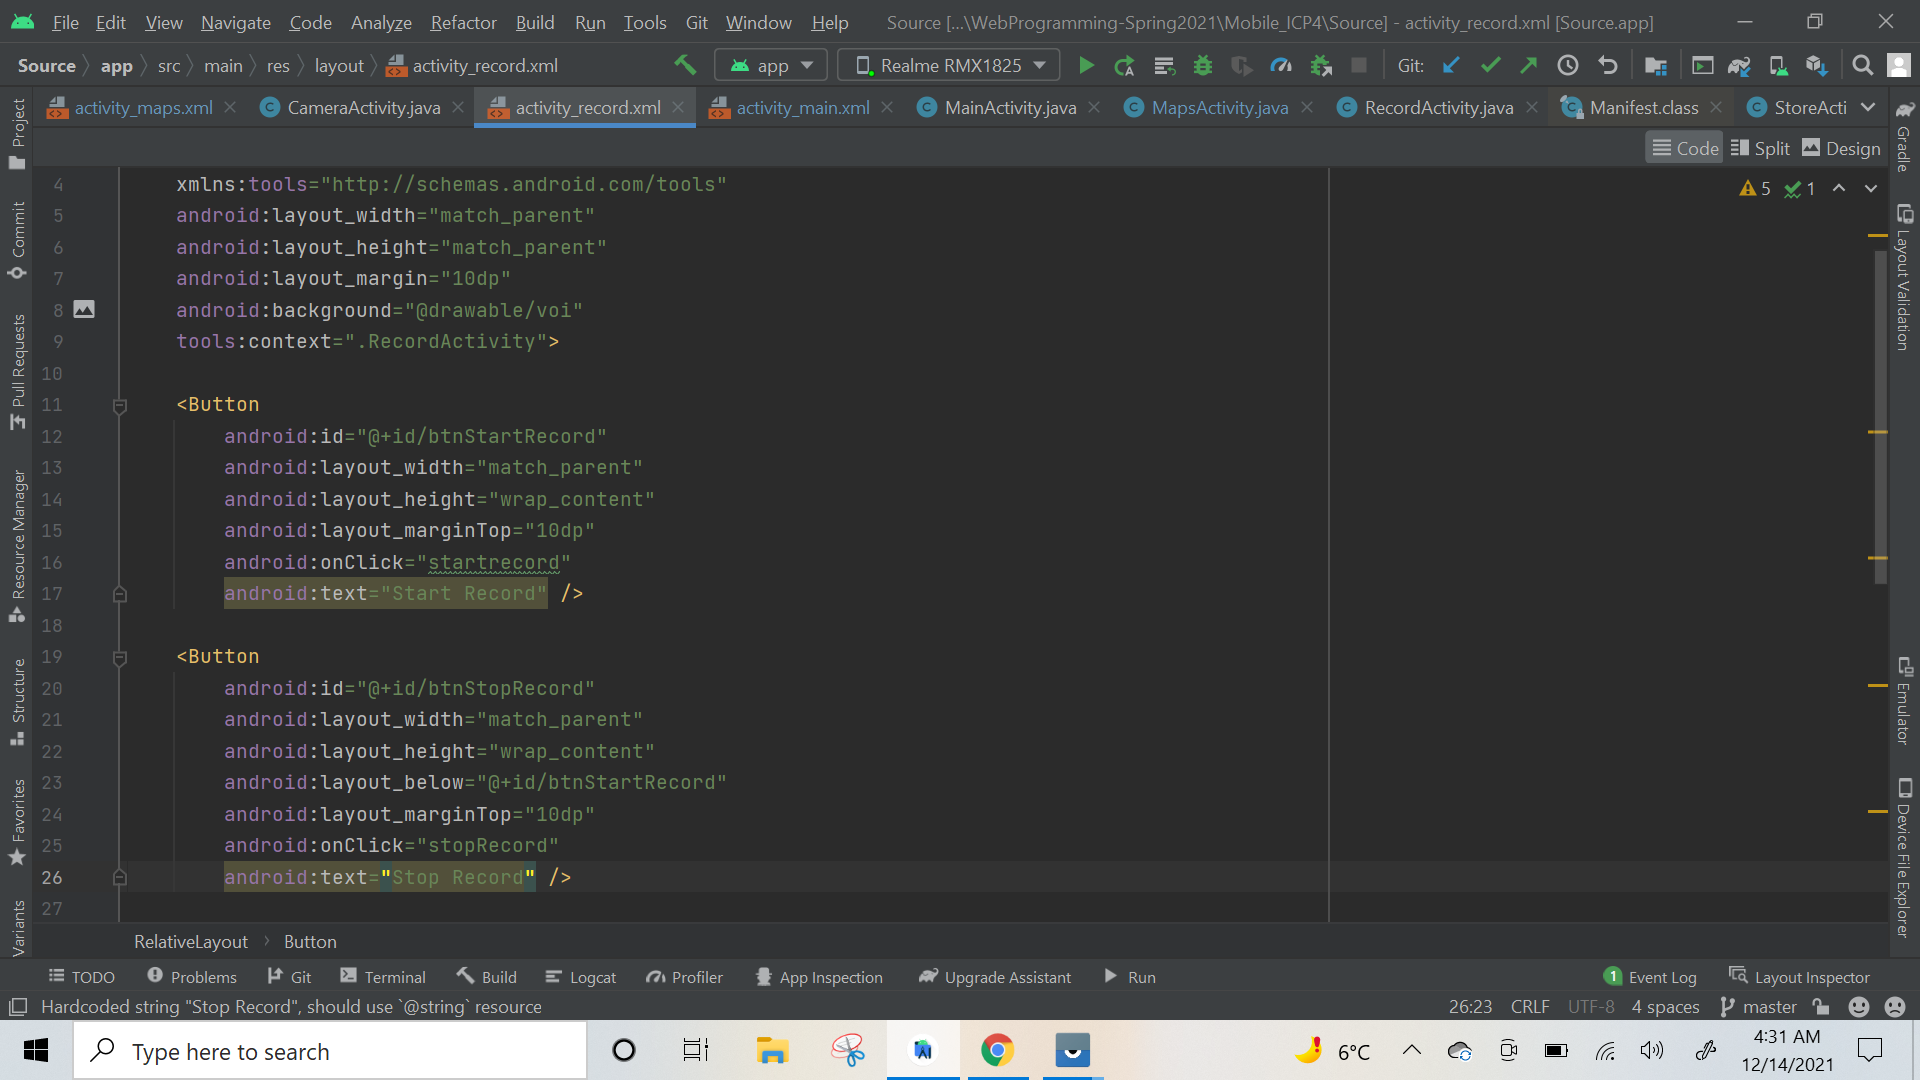 File Edit View Navigate Code Analyze Refactor Build Run Tools Git Window Help Source [...\WebProgramming-Spring2021\Mobile_ICP4\Source] - activity_record.xml [Source.app]
Source app src main res layout activity_record.xml app Realme RMX1825 Git:
activity_maps.xml CameraActivity.java activity_record.xml activity_main.xml MainActivity.java MapsActivity.java RecordActivity.java Manifest.class StoreActi
Code Split Design
5 1
4 xmlns:tools="http://schemas.android.com/tools"
5 android:layout_width="match_parent"
6 android:layout_height="match_parent"
7 android:layout_margin="10dp"
8 android:background="@drawable/voi"
9 tools:context=".RecordActivity">
10
11 <Button
12 android:id="@+id/btnStartRecord"
13 android:layout_width="match_parent"
14 android:layout_height="wrap_content"
15 android:layout_marginTop="10dp"
16 android:onClick="startrecord"
17 android:text="Start Record" />
18
19 <Button
20 android:id="@+id/btnStopRecord"
21 android:layout_width="match_parent"
22 android:layout_height="wrap_content"
23 android:layout_below="@+id/btnStartRecord"
24 android:layout_marginTop="10dp"
25 android:onClick="stopRecord"
26 android:text="Stop Record" />
27
RelativeLayout Button
Project
Commit
Pull Requests
Resource Manager
Structure
Favorites
Variants
Gradle
Layout Validation
Emulator
Device File Explorer
TODO Problems Git Terminal Build Logcat Profiler App Inspection Upgrade Assistant Run 1 Event Log Layout Inspector
Hardcoded string "Stop Record", should use `@string` resource 26:23 CRLF UTF-8 4 spaces master
Type here to search 6°C 4:31 AM
12/14/2021